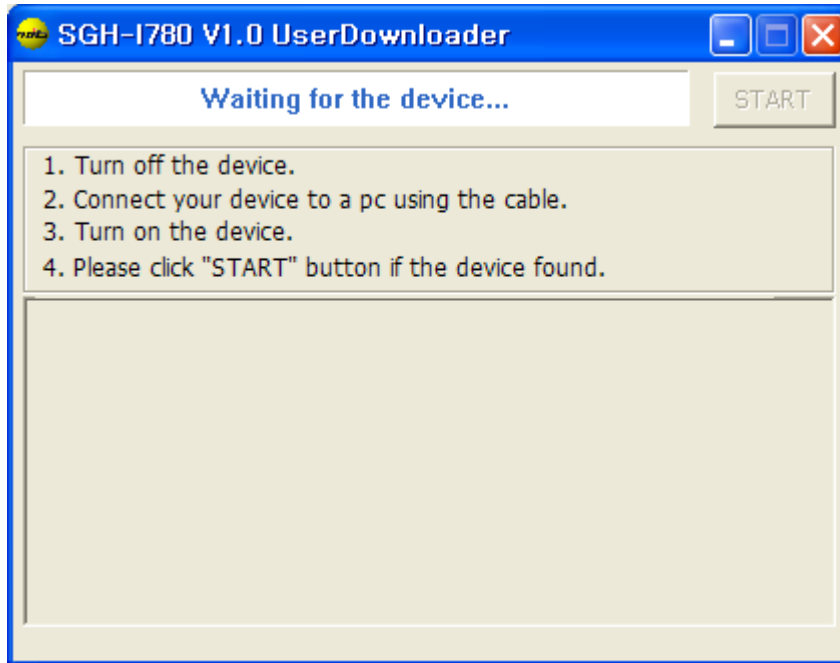 SGH-I780 V1.0 UserDownloader
Waiting for the device...
START
1. Turn off the device.
2. Connect your device to a pc using the cable.
3. Turn on the device.
4. Please click "START" button if the device found.